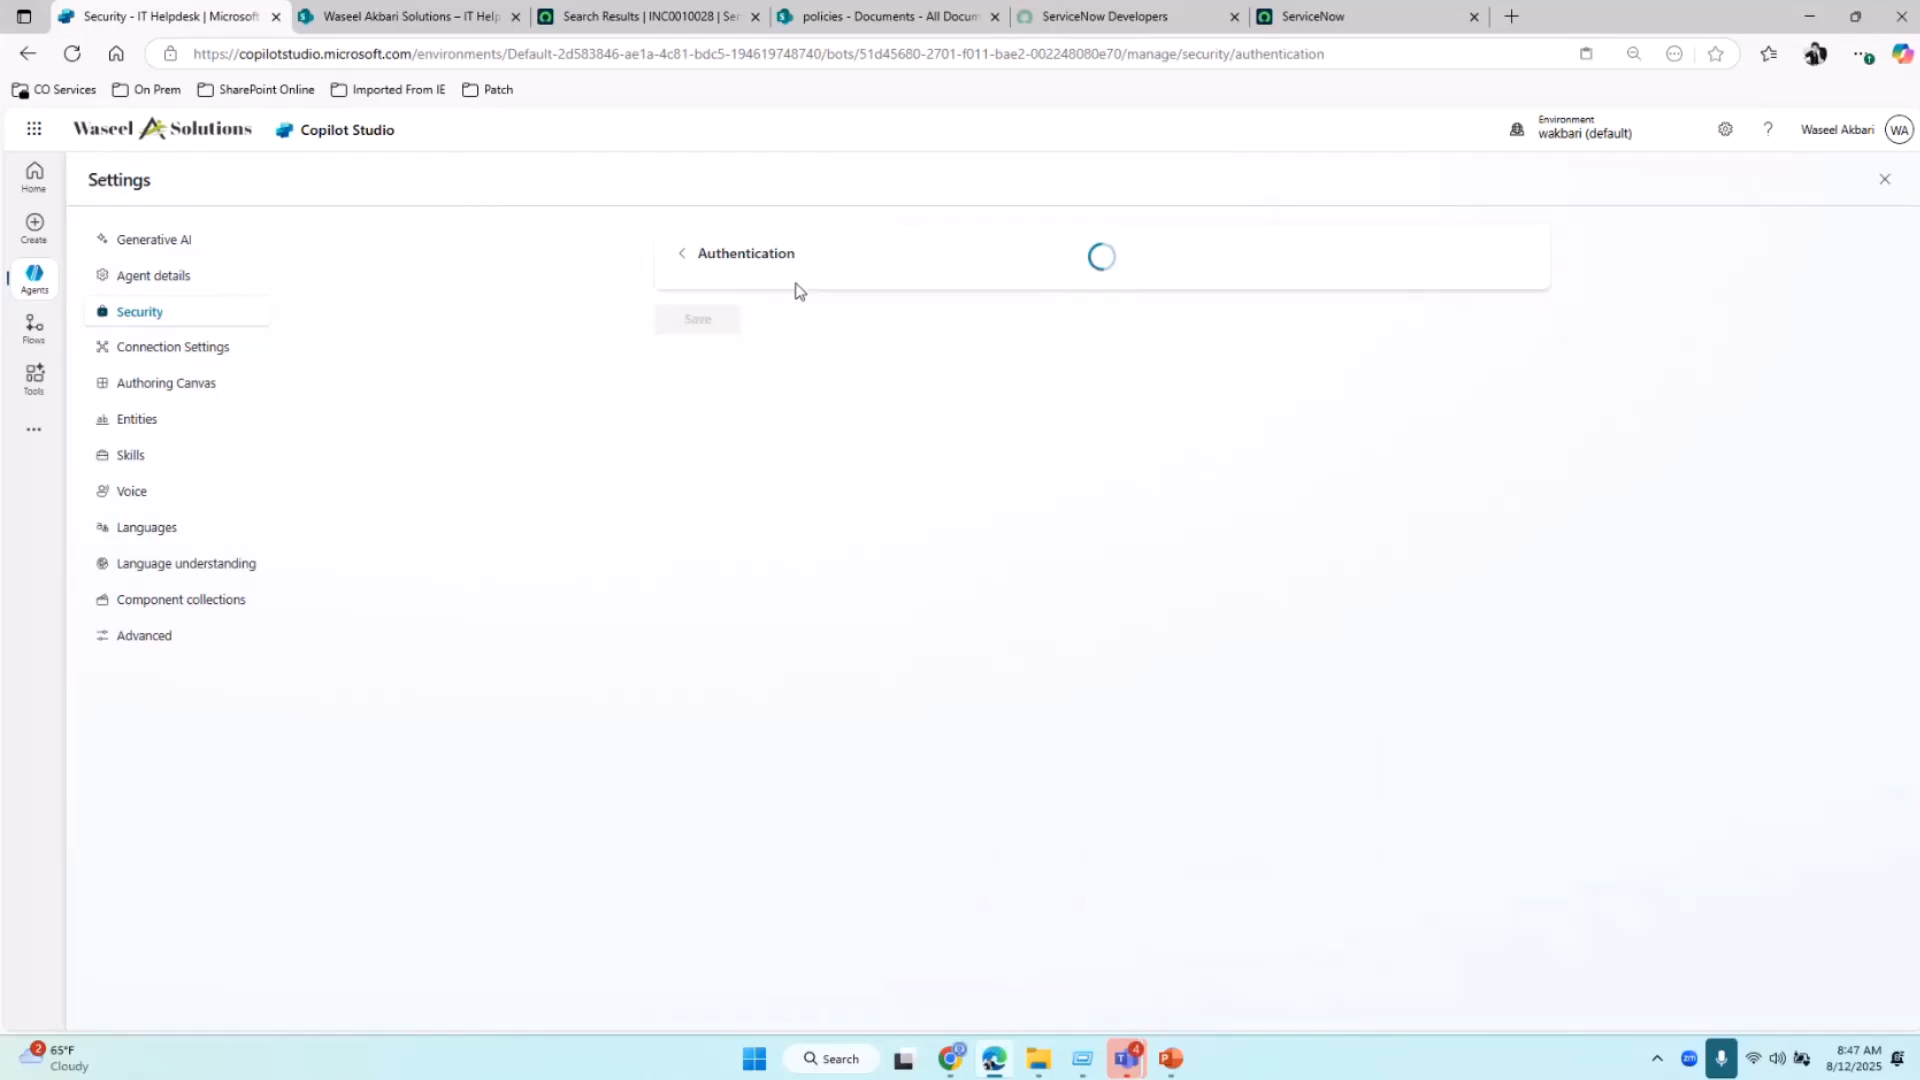 Security - IT Helpdesk | Microsoft
Waseel Akbari Solutions – IT Help
Search Results | INC0010028 | Ser
policies - Documents - All Docum
ServiceNow Developers
ServiceNow
https://copilotstudio.microsoft.com/environments/Default-2d583846-ae1a-4c81-bdc5-194619748740/bots/51d45680-2701-f011-bae2-002248080e70/manage/security/authentication
CO Services
On Prem
SharePoint Online
Imported From IE
Patch
Waseel A Solutions
Copilot Studio
Environment
wakbari (default)
Waseel Akbari
WA
Settings
Home
Create
Agents
Flows
Tools
Generative AI
Agent details
Security
Connection Settings
Authoring Canvas
Entities
Skills
Voice
Languages
Language understanding
Component collections
Advanced
Authentication
Save
2
65°F
Cloudy
Search
4
zm
8:47 AM
8/12/2025